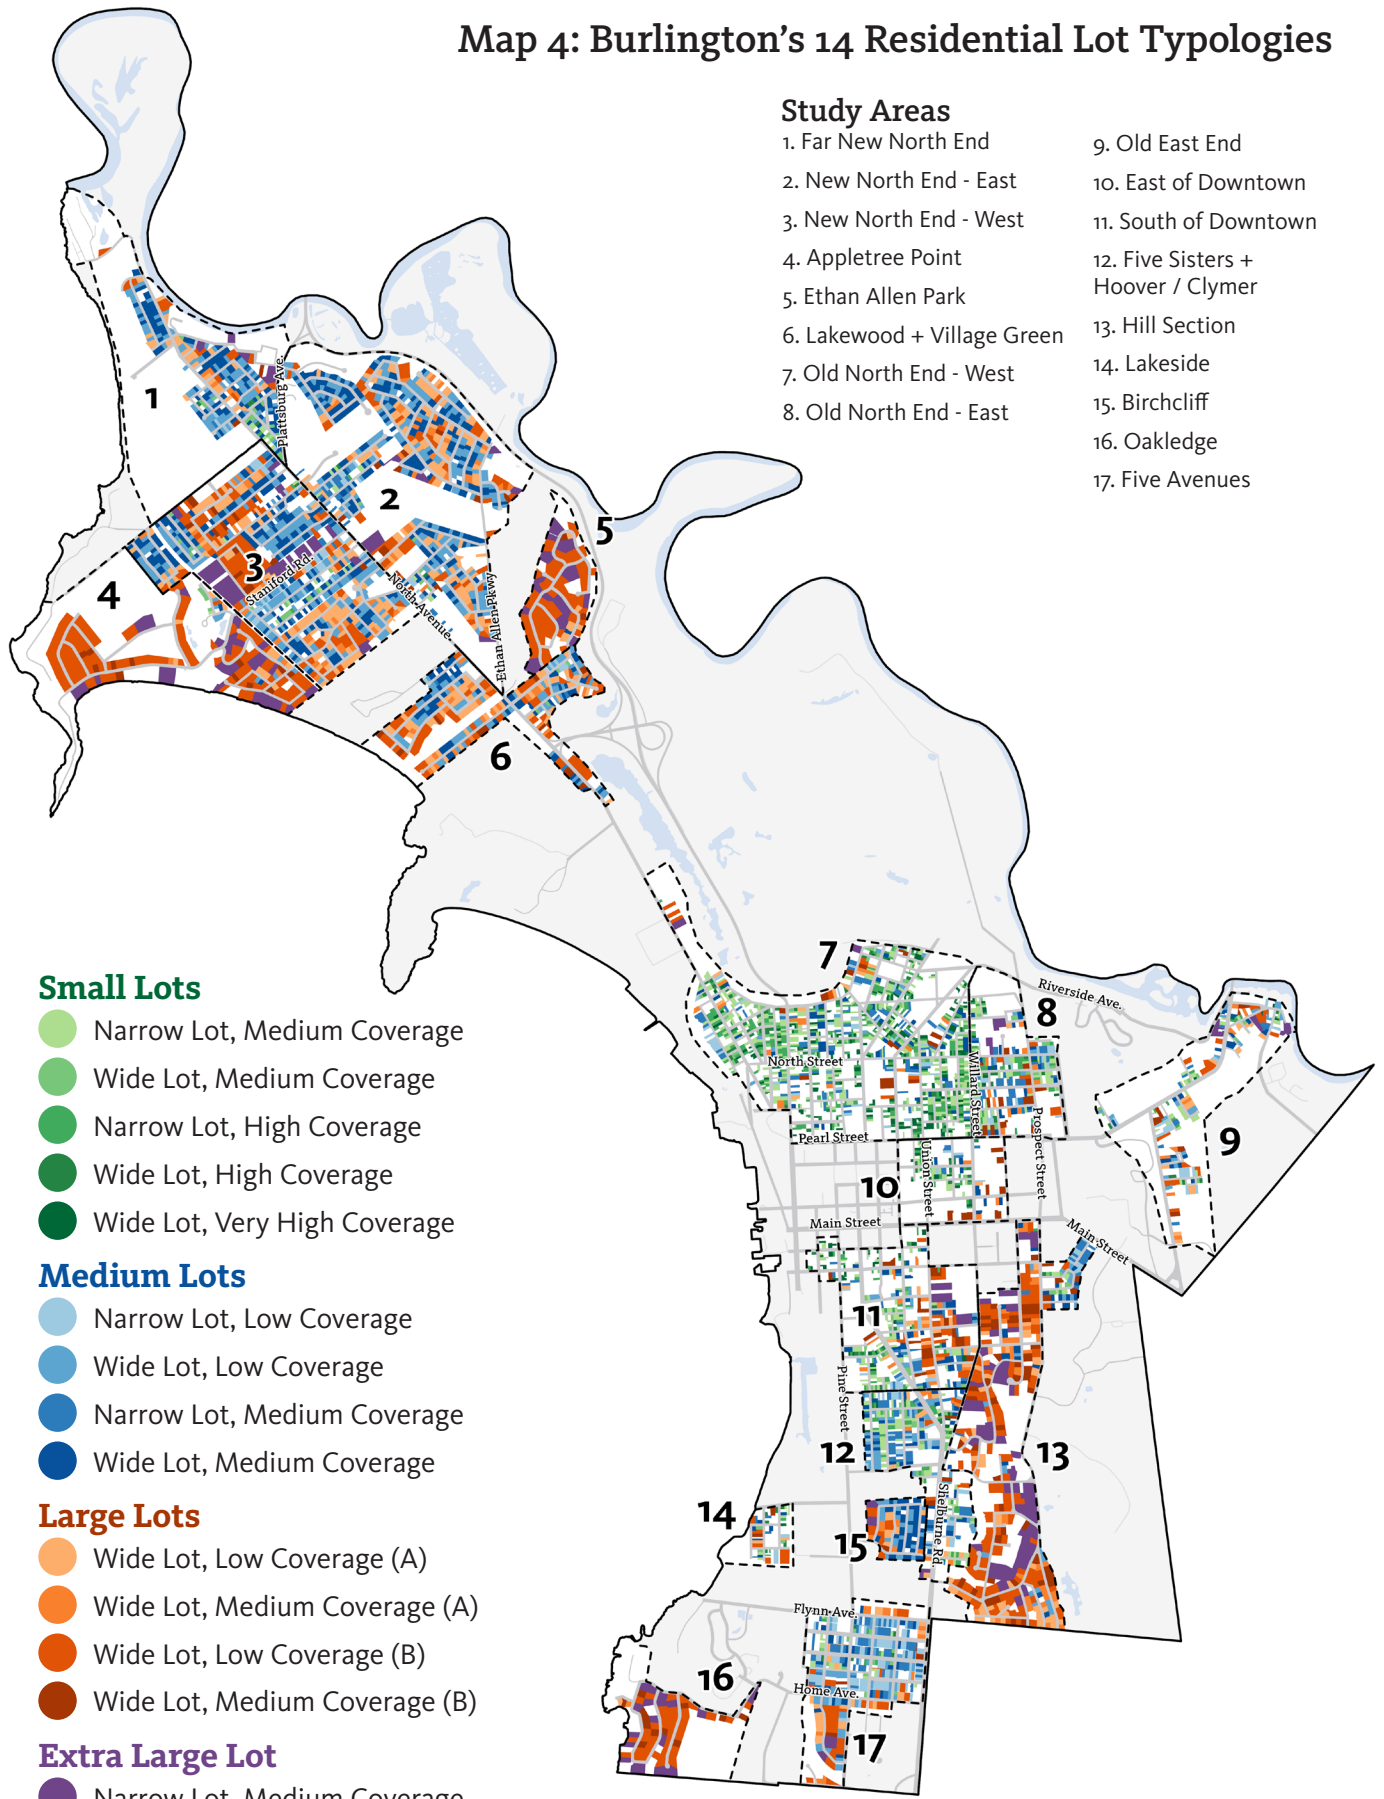 Map 4: Burlington's 14 Residential Lot Typologies
Study Areas
1. Far New North End
2. New North End - East
3. New North End - West
4. Appletree Point
5. Ethan Allen Park
6. Lakewood + Village Green
7. Old North End - West
8. Old North End - East
9. Old East End
10. East of Downtown
11. South of Downtown
12. Five Sisters +
Hoover / Clymer
13. Hill Section
14. Lakeside
15. Birchcliff
16. Oakledge
17. Five Avenues
1
Plattsburg Ave.
2
3
Staniford Rd.
4
North Avenue
Ethan Allen Pkwy
5
6
7
8
Riverside Ave.
North Street
Willard Street
Prospect Street
Pearl Street
Union Street
9
10
Main Street
Main Street
11
Pine Street
12
13
Shelburne Rd.
14
15
Flynn Ave.
16
Home Ave.
17
Small Lots
Narrow Lot, Medium Coverage
Wide Lot, Medium Coverage
Narrow Lot, High Coverage
Wide Lot, High Coverage
Wide Lot, Very High Coverage
Medium Lots
Narrow Lot, Low Coverage
Wide Lot, Low Coverage
Narrow Lot, Medium Coverage
Wide Lot, Medium Coverage
Large Lots
Wide Lot, Low Coverage (A)
Wide Lot, Medium Coverage (A)
Wide Lot, Low Coverage (B)
Wide Lot, Medium Coverage (B)
Extra Large Lot
Narrow Lot, Medium Coverage